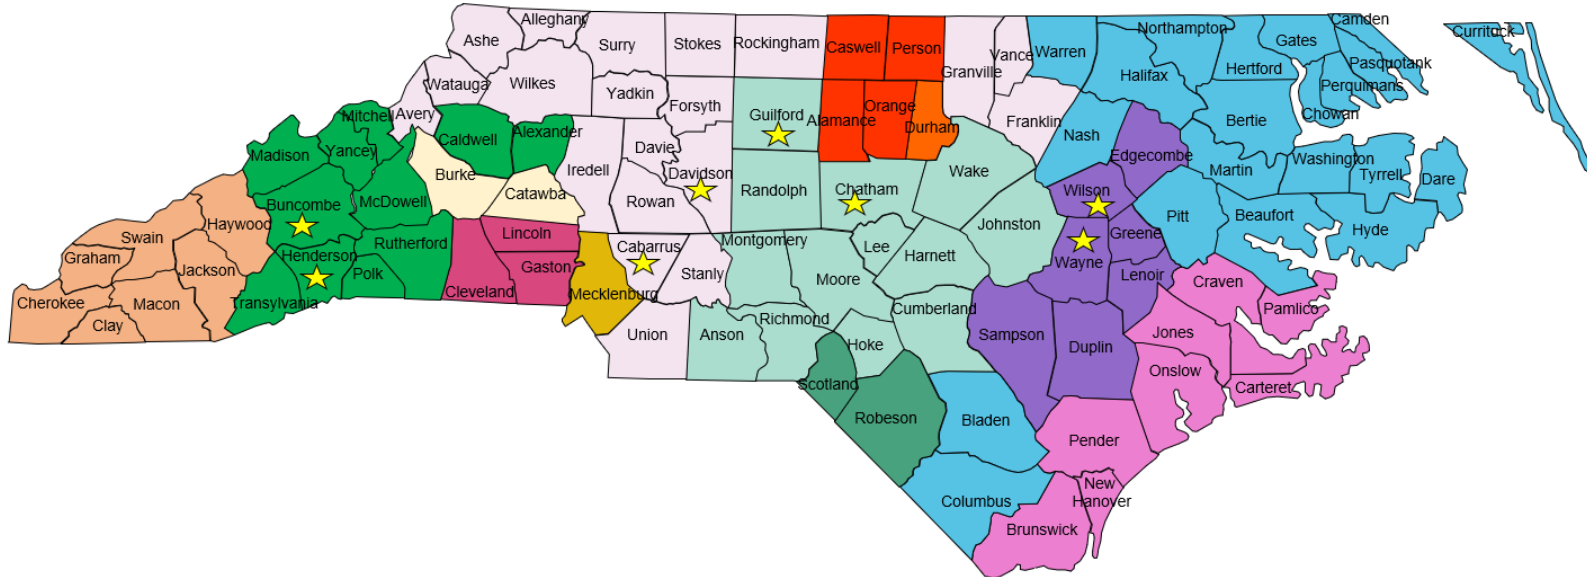 Alleghany
Northampton
Camden
Ashe
Surry
Stokes
Rockingham
Caswell
Person
Vance
Warren
Gates
Currituck
Watauga
Wilkes
Granville
Halifax
Hertford
Pasquotank
Perquimans
Yadkin
Forsyth
Mitchell
Avery
Guilford
Alamance
Orange
Durham
Franklin
Nash
Bertie
Chowan
Caldwell
Alexander
Madison
Yancey
Iredell
Davie
Edgecombe
Washington
Burke
Catawba
Davidson
Randolph
Chatham
Wake
Martin
Tyrrell
Dare
Buncombe
McDowell
Rowan
Wilson
Pitt
Beaufort
Haywood
Swain
Rutherford
Lincoln
Cabarrus
Montgomery
Lee
Johnston
Greene
Hyde
Graham
Jackson
Henderson
Polk
Gaston
Stanly
Moore
Harnett
Wayne
Lenoir
Craven
Cherokee
Macon
Transylvania
Cleveland
Mecklenburg
Cumberland
Pamlico
Clay
Union
Anson
Richmond
Hoke
Sampson
Duplin
Jones
Scotland
Onslow
Carteret
Robeson
Bladen
Pender
Columbus
New
Hanover
Brunswick